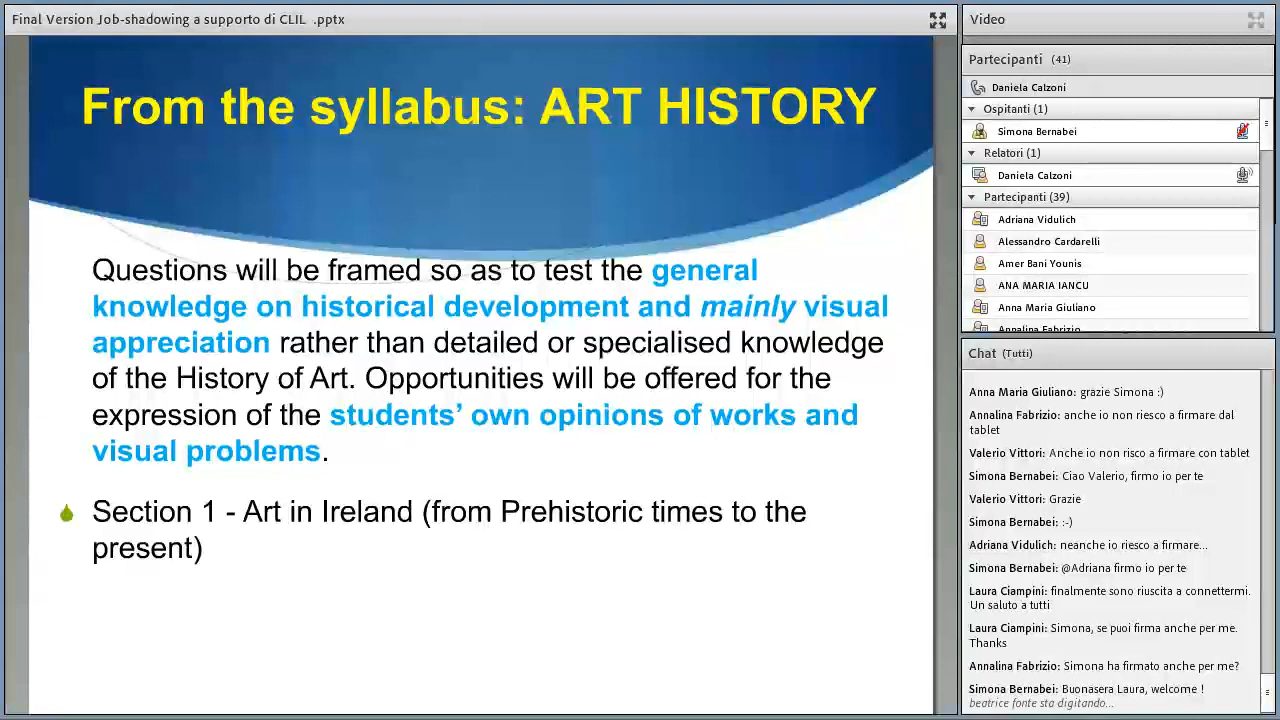 Final Version Job-shadowing a supporto di CLIL .pptx
From the syllabus: ART HISTORY
Questions will be framed so as to test the general
knowledge on historical development and mainly visual
appreciation rather than detailed or specialised knowledge
of the History of Art. Opportunities will be offered for the
expression of the students’ own opinions of works and
visual problems.
Section 1 - Art in Ireland (from Prehistoric times to the
present)
Video
Partecipanti (41)
Daniela Calzoni
Ospitanti (1)
Simona Bernabei
Relatori (1)
Daniela Calzoni
Partecipanti (39)
Adriana Vidulich
Alessandro Cardarelli
Amer Bani Younis
ANA MARIA IANCU
Anna Maria Giuliano
Annalina Fabrizio
Chat (Tutti)
Anna Maria Giuliano: grazie Simona :)
Annalina Fabrizio: anche io non riesco a firmare dal
tablet
Valerio Vittori: Anche io non risco a firmare con tablet
Simona Bernabei: Ciao Valerio, firmo io per te
Valerio Vittori: Grazie
Simona Bernabei: :-)
Adriana Vidulich: neanche io riesco a firmare...
Simona Bernabei: @Adriana firmo io per te
Laura Ciampini: finalmente sono riuscita a connettermi.
Un saluto a tutti
Laura Ciampini: Simona, se puoi firma anche per me.
Thanks
Annalina Fabrizio: Simona ha firmato anche per me?
Simona Bernabei: Buonasera Laura, welcome !
beatrice fonte sta digitando...